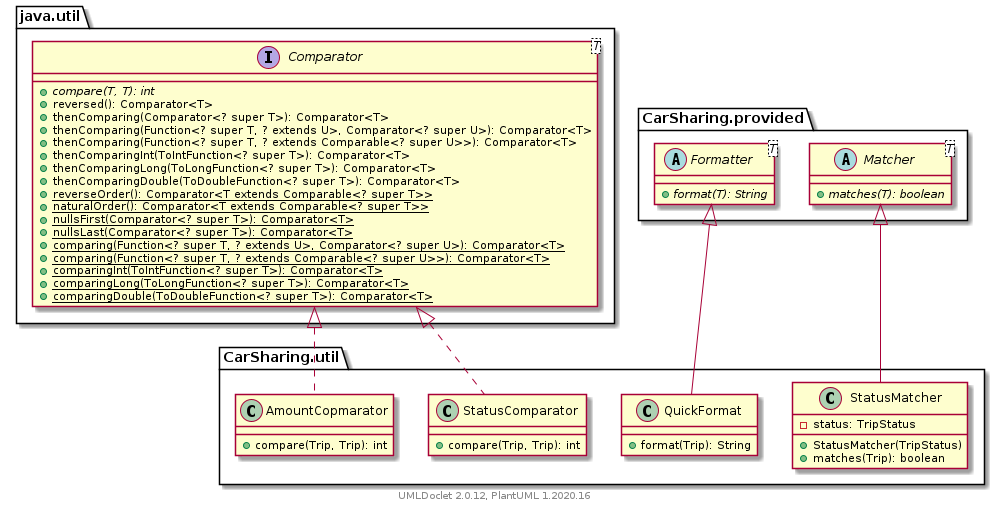 java.util
I Comparator T
compare(T, T): int
reversed(): Comparator<T>
thenComparing(Comparator<? super T>): Comparator<T>
thenComparing(Function<? super T, ? extends U>, Comparator<? super U>): Comparator<T>
thenComparing(Function<? super T, ? extends Comparable<? super U>>): Comparator<T>
thenComparingInt(ToIntFunction<? super T>): Comparator<T>
thenComparingLong(ToLongFunction<? super T>): Comparator<T>
thenComparingDouble(ToDoubleFunction<? super T>): Comparator<T>
reverseOrder(): Comparator<T extends Comparable<? super T>>
naturalOrder(): Comparator<T extends Comparable<? super T>>
nullsFirst(Comparator<? super T>): Comparator<T>
nullsLast(Comparator<? super T>): Comparator<T>
comparing(Function<? super T, ? extends U>, Comparator<? super U>): Comparator<T>
comparing(Function<? super T, ? extends Comparable<? super U>>): Comparator<T>
comparingInt(ToIntFunction<? super T>): Comparator<T>
comparingLong(ToLongFunction<? super T>): Comparator<T>
comparingDouble(ToDoubleFunction<? super T>): Comparator<T>
CarSharing.provided
A Formatter T
format(T): String
A Matcher T
matches(T): boolean
CarSharing.util
C AmountCopmarator
compare(Trip, Trip): int
C StatusComparator
compare(Trip, Trip): int
C QuickFormat
format(Trip): String
C StatusMatcher
status: TripStatus
StatusMatcher(TripStatus)
matches(Trip): boolean
UMLDoclet 2.0.12, PlantUML 1.2020.16